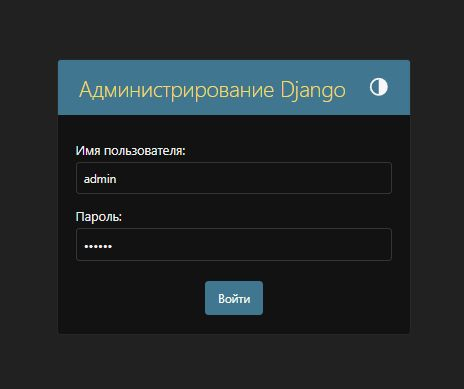 Администрирование Django
Имя пользователя:
admin
Пароль:
••••••
Войти